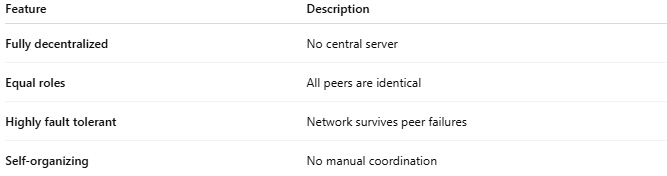 Feature Description
Fully decentralized No central server
Equal roles All peers are identical
Highly fault tolerant Network survives peer failures
Self-organizing No manual coordination